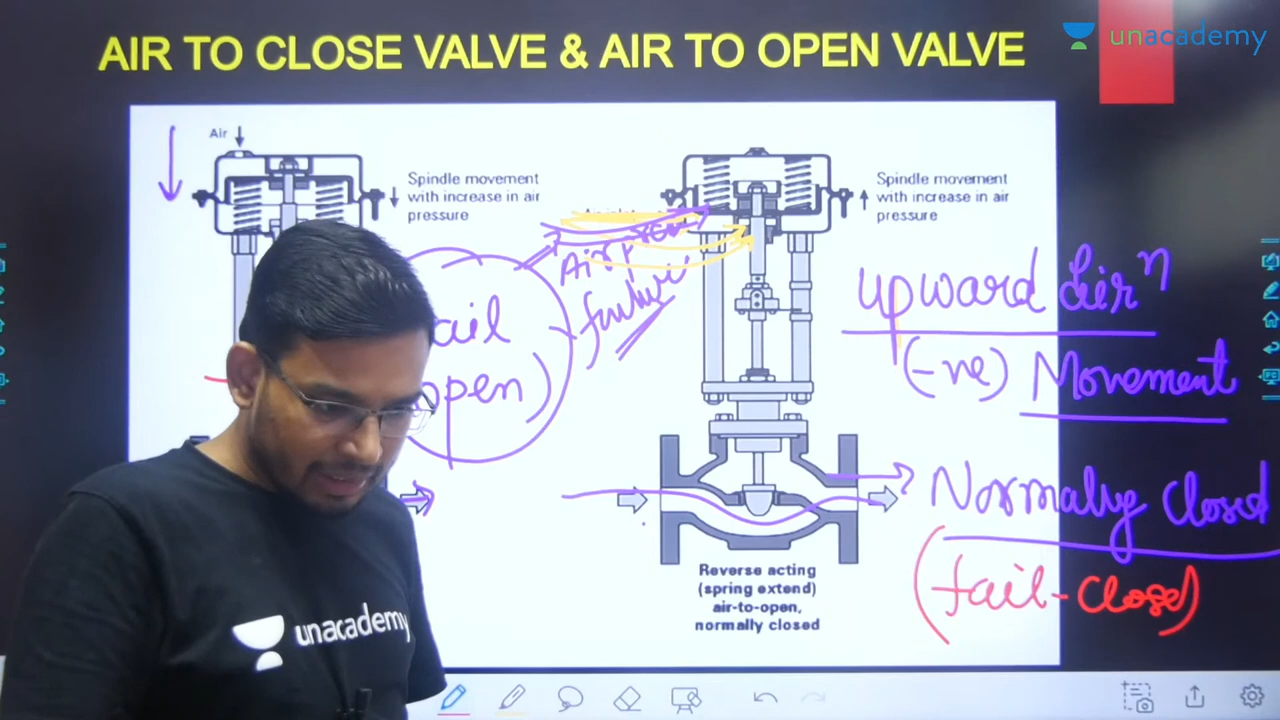 unacademy
AIR TO CLOSE VALVE & AIR TO OPEN VALVE
Air
Spindle movement
with increase in air
pressure
Spindle movement
with increase in air
pressure
Air
failure
ail
open)
upward dirⁿ
(-ve) Movement
Normally Closed
(fail-closed)
Reverse acting
(spring extend)
air-to-open,
normally closed
unacademy